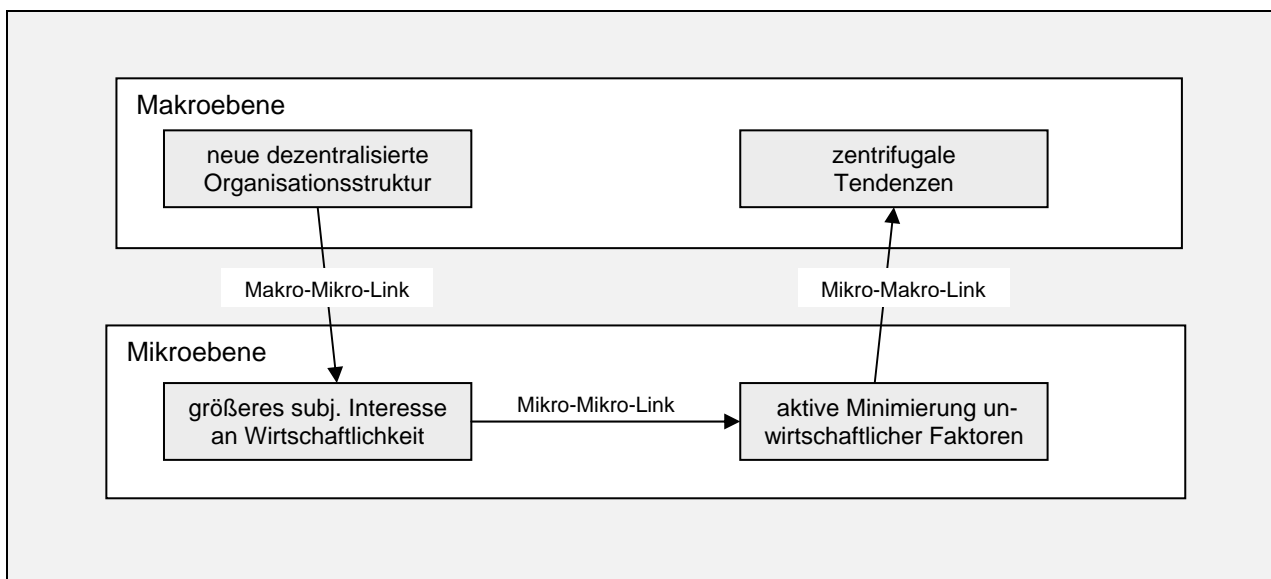 Makroebene
neue dezentralisierte
Organisationsstruktur
zentrifugale
Tendenzen
Makro-Mikro-Link
Mikro-Makro-Link
Mikroebene
größeres subj. Interesse
an Wirtschaftlichkeit
Mikro-Mikro-Link
aktive Minimierung un-
wirtschaftlicher Faktoren